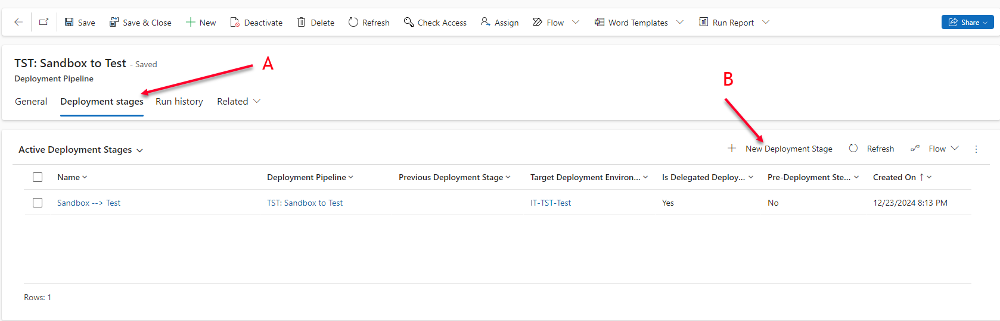 Save Save & Close New Deactivate Delete Refresh Check Access Assign Flow Word Templates Run Report Share
TST: Sandbox to Test - Saved
A
Deployment Pipeline
B
General Deployment stages Run history Related
Active Deployment Stages New Deployment Stage Refresh Flow
Name Deployment Pipeline Previous Deployment Stage Target Deployment Environ... Is Delegated Deploy... Pre-Deployment Ste... Created On ↑
Sandbox --> Test TST: Sandbox to Test IT-TST-Test Yes No 12/23/2024 8:13 PM
Rows: 1